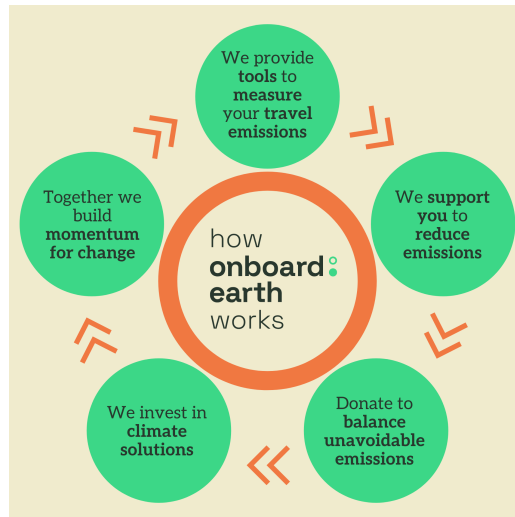 We provide
tools to
measure
your travel
emissions
We support
you to
reduce
emissions
Donate to
balance
unavoidable
emissions
We invest in
climate
solutions
Together we
build
momentum
for change
how
onboard:
earth
works